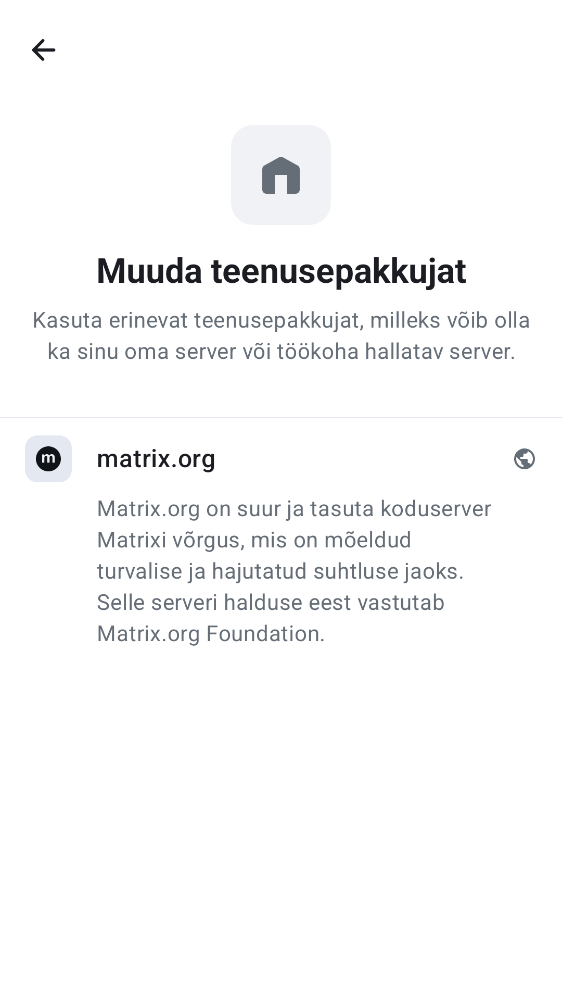 Muuda teenusepakkujat
Kasuta erinevat teenusepakkujat, milleks võib olla
ka sinu oma server või töökoha hallatav server.
m
matrix.org
Matrix.org on suur ja tasuta koduserver
Matrixi võrgus, mis on mõeldud
turvalise ja hajutatud suhtluse jaoks.
Selle serveri halduse eest vastutab
Matrix.org Foundation.